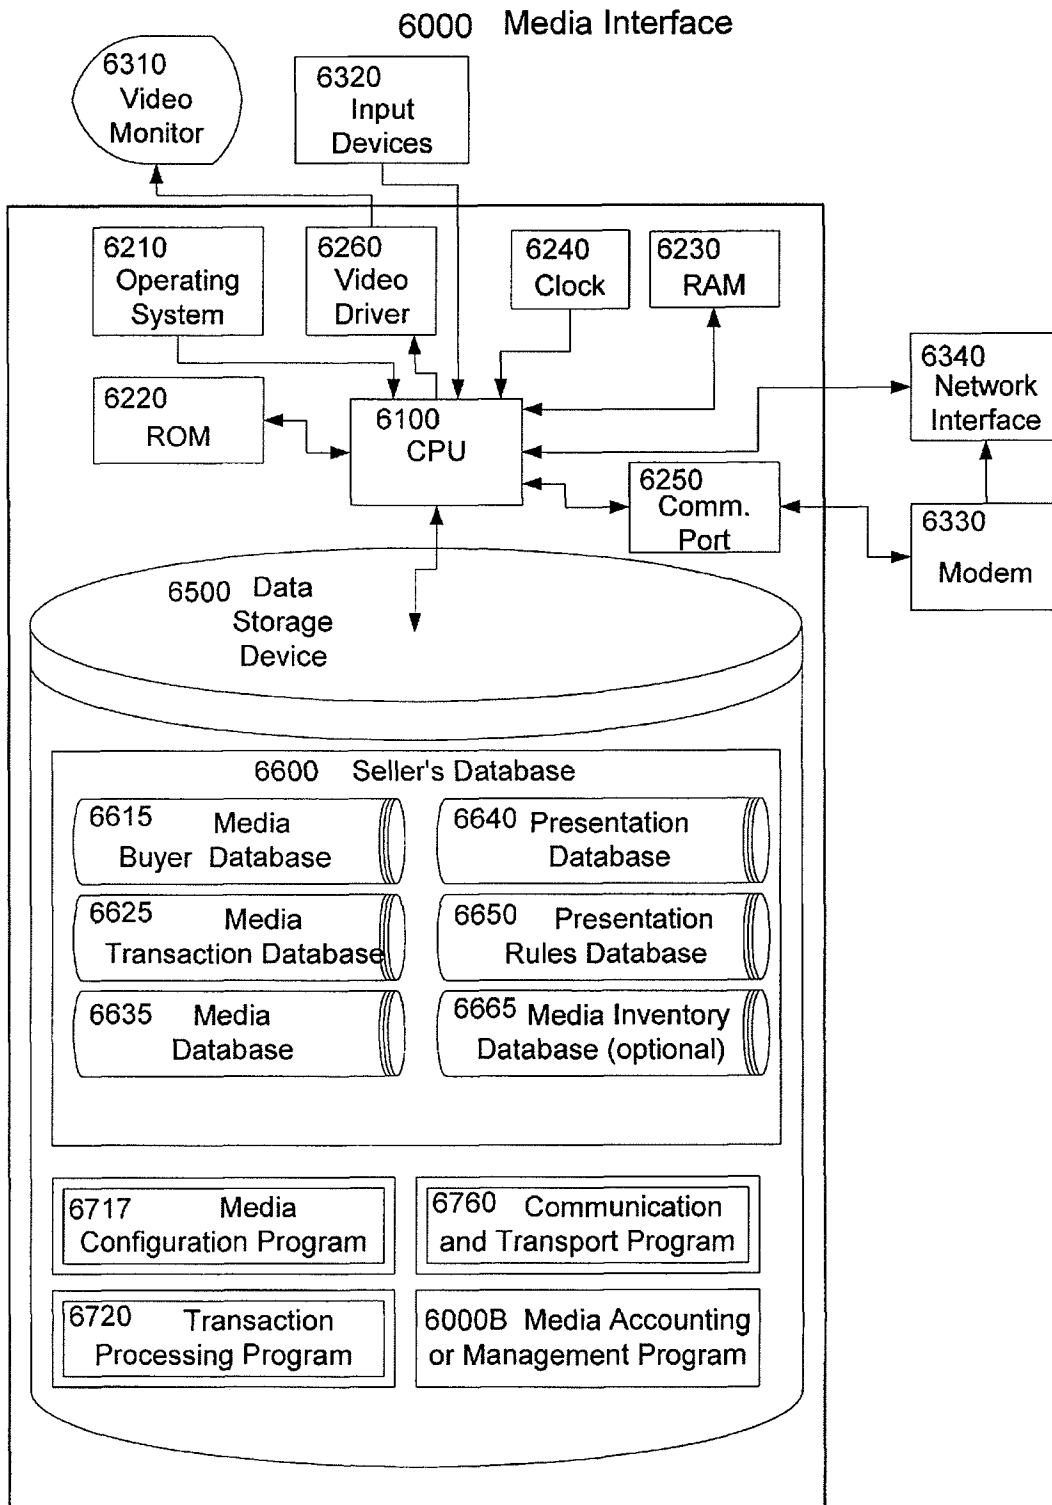 6000 Media Interface
6310
Video
Monitor
6320
Input
Devices
6210
Operating
System
6260
Video
Driver
6240
Clock
6230
RAM
6340
Network
Interface
6220
ROM
6100
CPU
6250
Comm.
Port
6330
Modem
6500 Data
Storage
Device
6600 Seller's Database
6615 Media
Buyer Database
6640 Presentation
Database
6625 Media
Transaction Database
6650 Presentation
Rules Database
6635 Media
Database
6665 Media Inventory
Database (optional)
6717 Media
Configuration Program
6760 Communication
and Transport Program
6720 Transaction
Processing Program
6000B Media Accounting
or Management Program